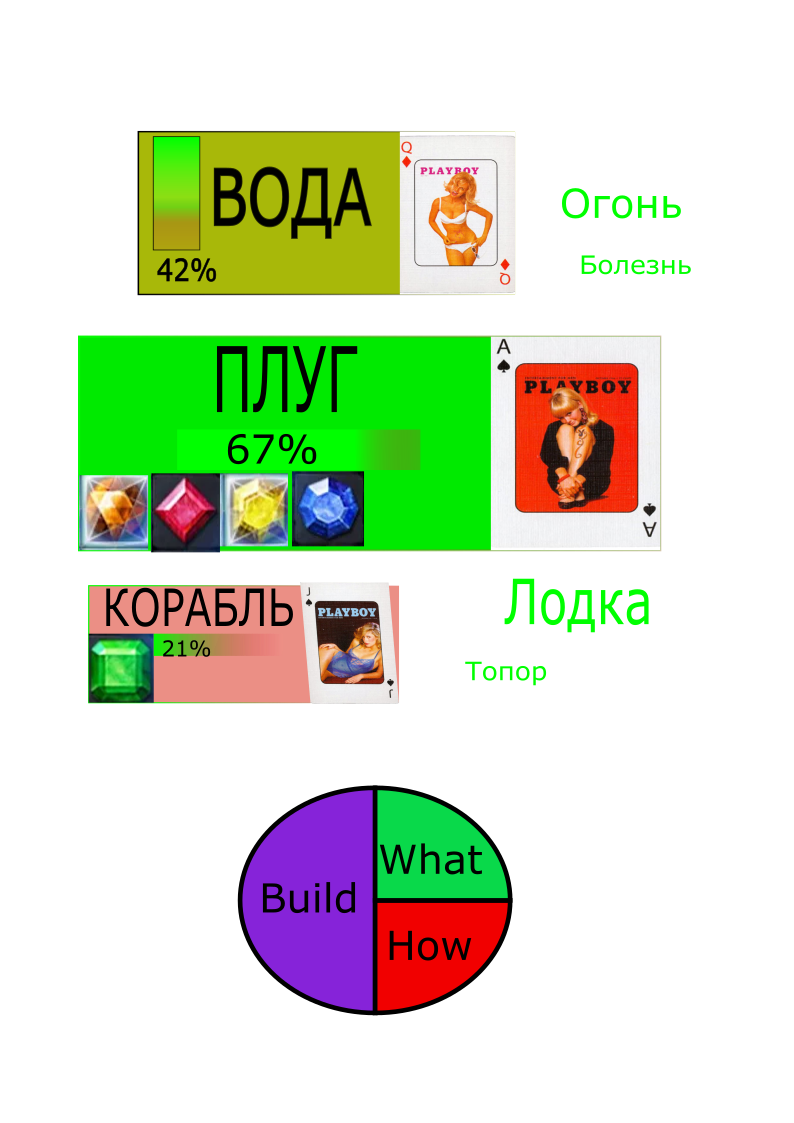 Q
PLAYBOY
ВОДА
42%
Q
Огонь
Болезнь
A
ПЛУГ
PLAYBOY
67%
A
КОРАБЛЬ
J
PLAYBOY
21%
J
Лодка
Топор
What
Build
How